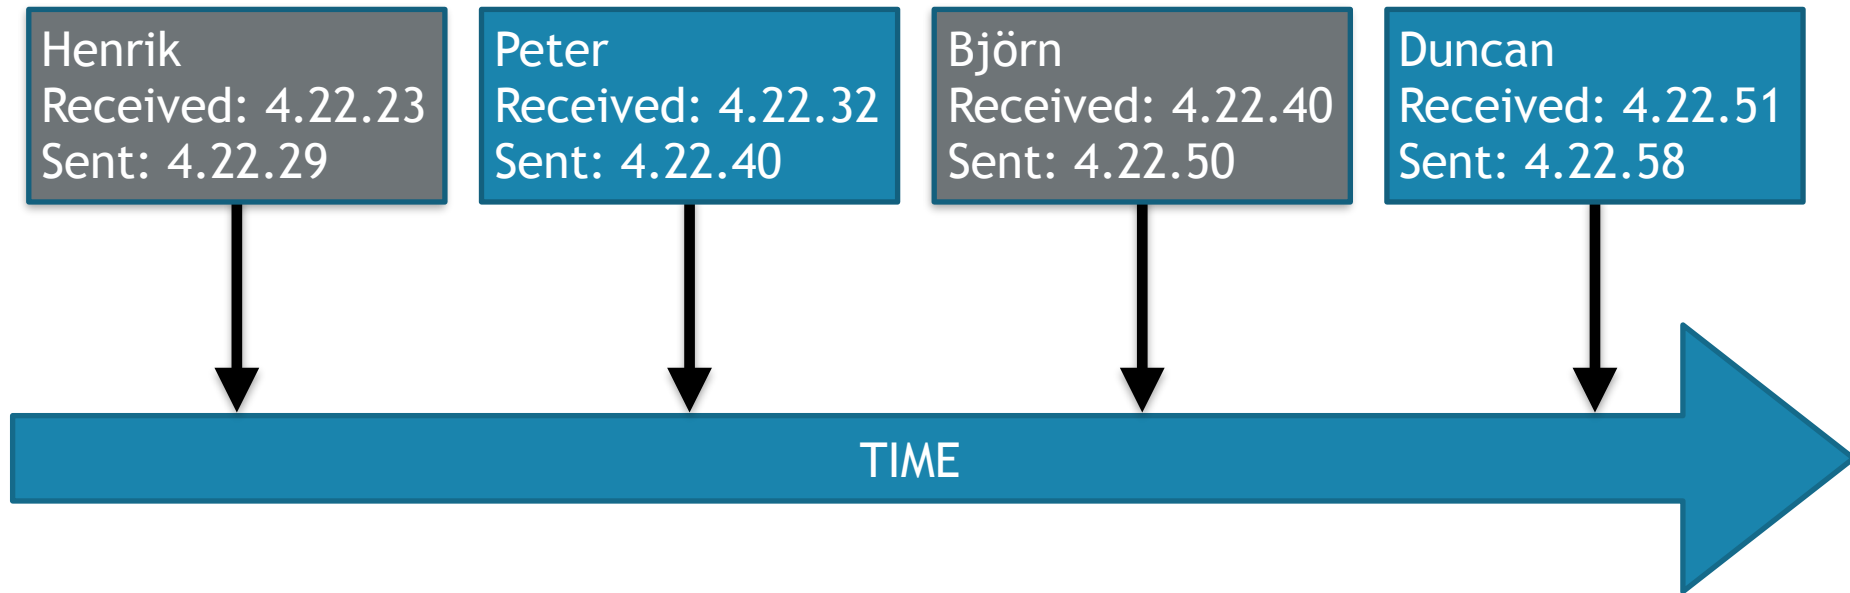 Henrik
Received: 4.22.23
Sent: 4.22.29
Peter
Received: 4.22.32
Sent: 4.22.40
Björn
Received: 4.22.40
Sent: 4.22.50
Duncan
Received: 4.22.51
Sent: 4.22.58
TIME